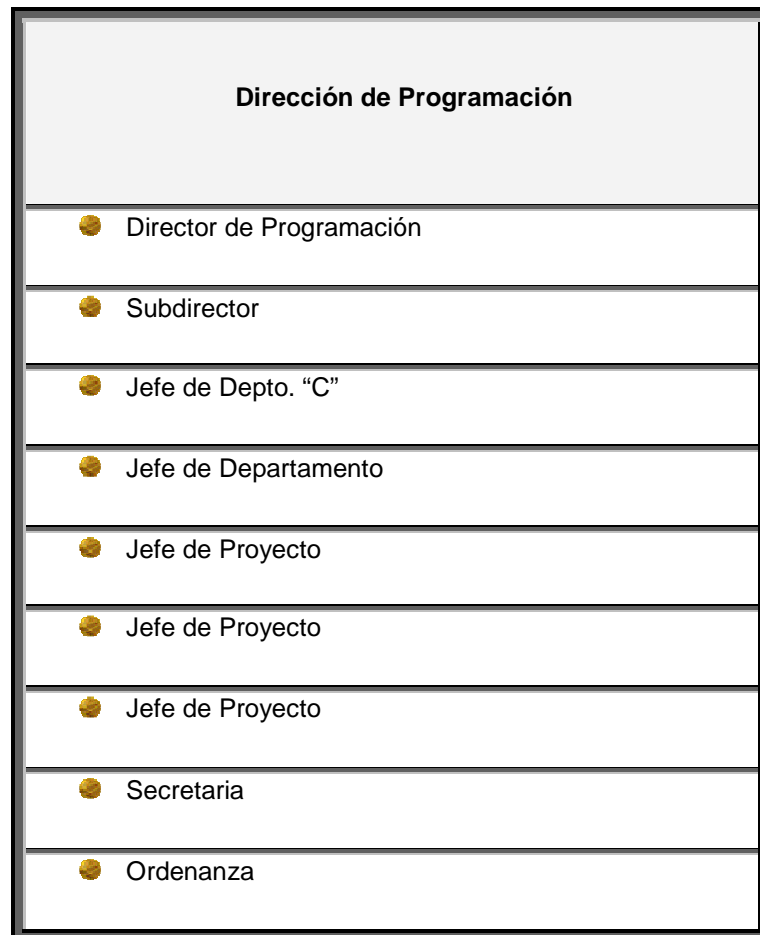 Dirección de Programación
Director de Programación
Subdirector
Jefe de Depto. “C”
Jefe de Departamento
Jefe de Proyecto
Jefe de Proyecto
Jefe de Proyecto
Secretaria
Ordenanza